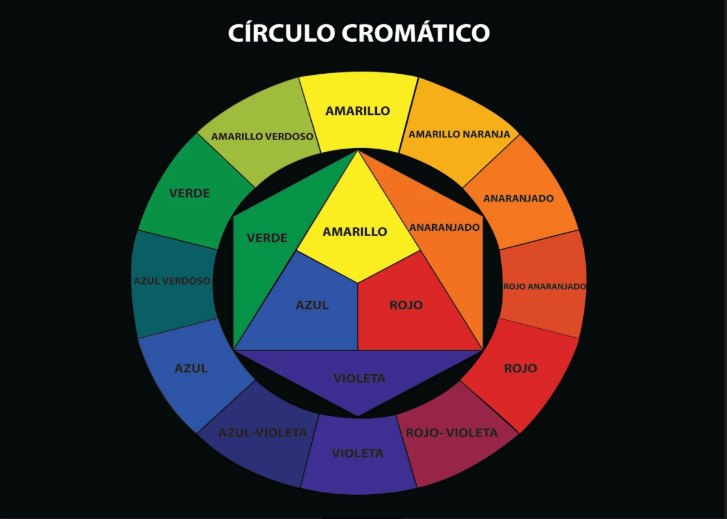 CÍRCULO CROMÁTICO
AMARILLO
AMARILLO VERDOSO
AMARILLO NARANJA
VERDE
ANARANJADO
AMARILLO
ANARANJADO
VERDE
AZUL VERDOSO
ROJO ANARANJADO
AZUL
ROJO
AZUL
ROJO
VIOLETA
AZUL-VIOLETA
ROJO- VIOLETA
VIOLETA